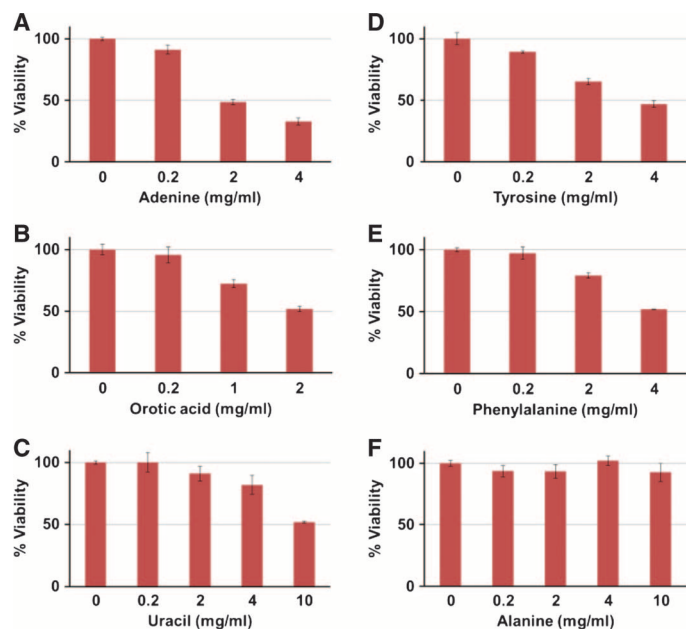 A
% Viability
100
50
0
0 0.2 2 4
Adenine (mg/ml)
B
% Viability
100
50
0
0 0.2 1 2
Orotic acid (mg/ml)
C
% Viability
100
50
0
0 0.2 2 4 10
Uracil (mg/ml)
D
% Viability
100
50
0
0 0.2 2 4
Tyrosine (mg/ml)
E
% Viability
100
50
0
0 0.2 2 4
Phenylalanine (mg/ml)
F
% Viability
100
50
0
0 0.2 2 4 10
Alanine (mg/ml)